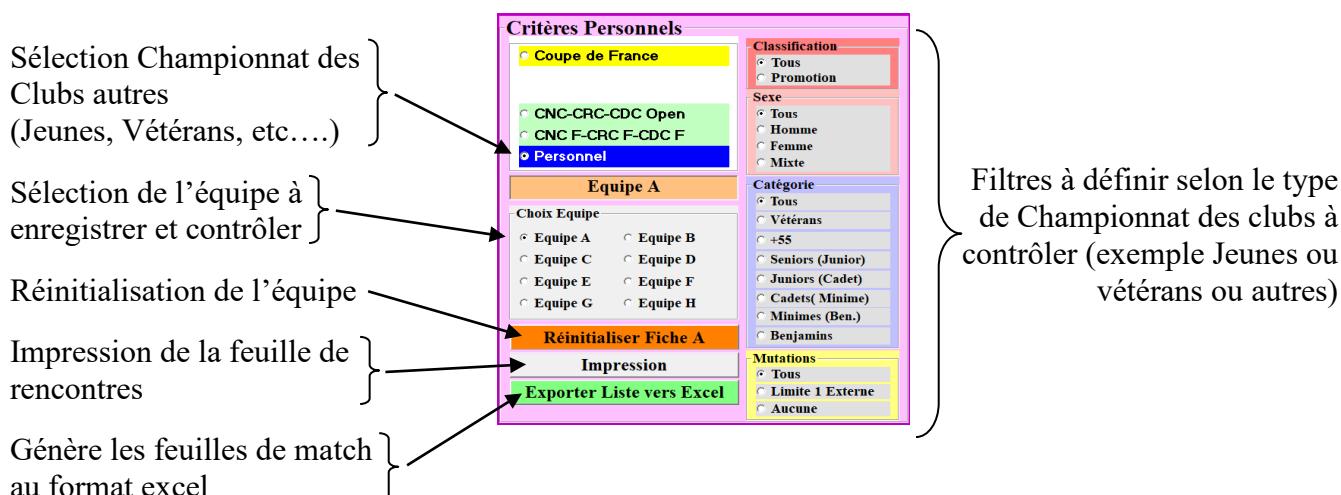 Sélection Championnat des
Clubs autres
(Jeunes, Vétérans, etc….)
Sélection de l’équipe à
enregistrer et contrôler
Réinitialisation de l’équipe
Impression de la feuille de
rencontres
Génère les feuilles de match
au format excel
Critères Personnels
Coupe de France
CNC-CRC-CDC Open
CNC F-CRC F-CDC F
Personnel
Equipe A
Choix Equipe
Equipe A Equipe B
Equipe C Equipe D
Equipe E Equipe F
Equipe G Equipe H
Réinitialiser Fiche A
Impression
Exporter Liste vers Excel
Classification
Tous
Promotion
Sexe
Tous
Homme
Femme
Mixte
Catégorie
Tous
Vétérans
+55
Seniors (Junior)
Juniors (Cadet)
Cadets( Minime)
Minimes (Ben.)
Benjamins
Mutations
Tous
Limite 1 Externe
Aucune
Filtres à définir selon le type
de Championnat des clubs à
contrôler (exemple Jeunes ou
vétérans ou autres)